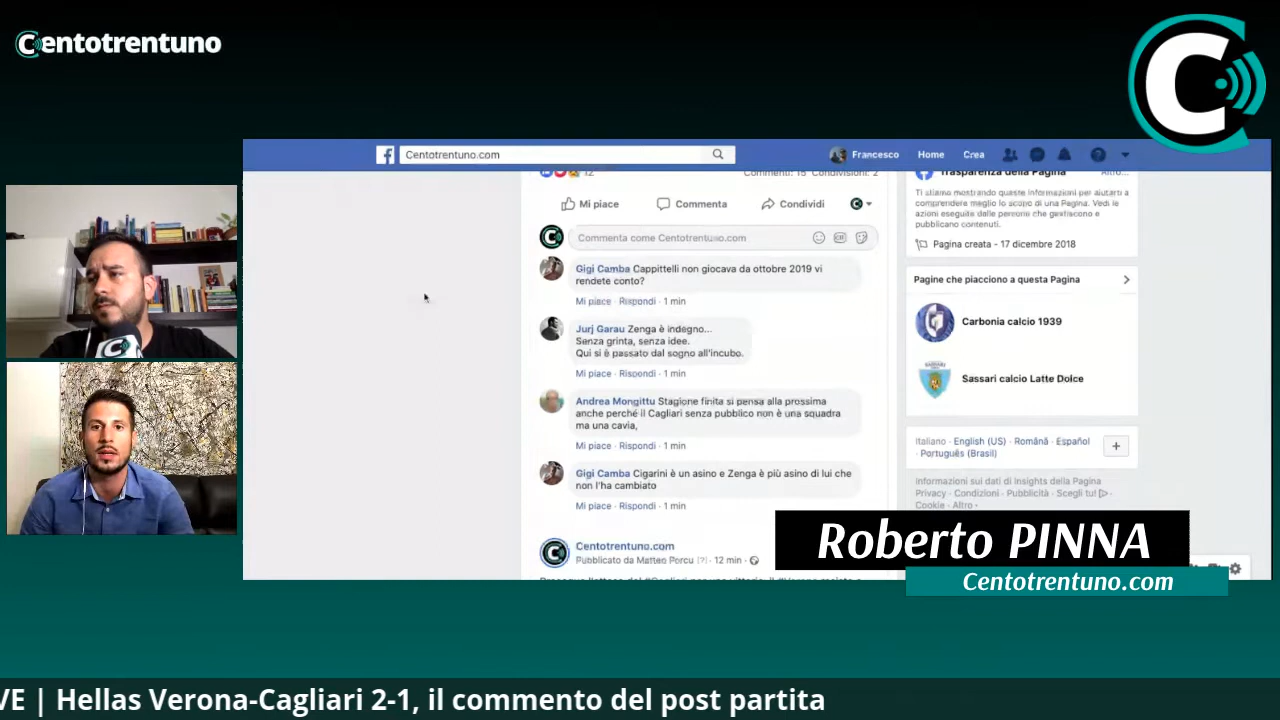 Centotrentuno
Centotrentuno.com
Francesco
Home
Crea
12
Commenti: 15 Condivisioni: 2
Mi piace
Commenta
Condividi
Commenta come Centotrentuno.com
GIF
Gigi Camba Cappittelli non giocava da ottobre 2019 vi
rendete conto?
Mi piace · Rispondi · 1 min
Jurj Garau Zenga è indegno...
Senza grinta, senza idee.
Qui si è passato dal sogno all'incubo.
Mi piace · Rispondi · 1 min
Andrea Mongittu Stagione finita si pensa alla prossima
anche perché il Cagliari senza pubblico non è una squadra
ma una cavia,
Mi piace · Rispondi · 1 min
Gigi Camba Cigarini è un asino e Zenga è più asino di lui che
non l'ha cambiato
Mi piace · Rispondi · 1 min
Centotrentuno.com
Pubblicato da Matteo Porcu [?] · 12 min ·
Trasparenza della Pagina
Altro...
Ti stiamo mostrando queste informazioni per aiutarti a
comprendere meglio lo scopo di una Pagina. Vedi le
azioni eseguite dalle persone che gestiscono e
pubblicano contenuti.
Pagina creata - 17 dicembre 2018
Pagine che piacciono a questa Pagina
Carbonia calcio 1939
Sassari calcio Latte Dolce
Italiano · English (US) · Română · Español
· Português (Brasil)
Informazioni sui dati di Insights della Pagina
Privacy · Condizioni · Pubblicità · Scegli tu! ·
Cookie · Altro
Roberto PINNA
Centotrentuno.com
VE | Hellas Verona-Cagliari 2-1, il commento del post partita